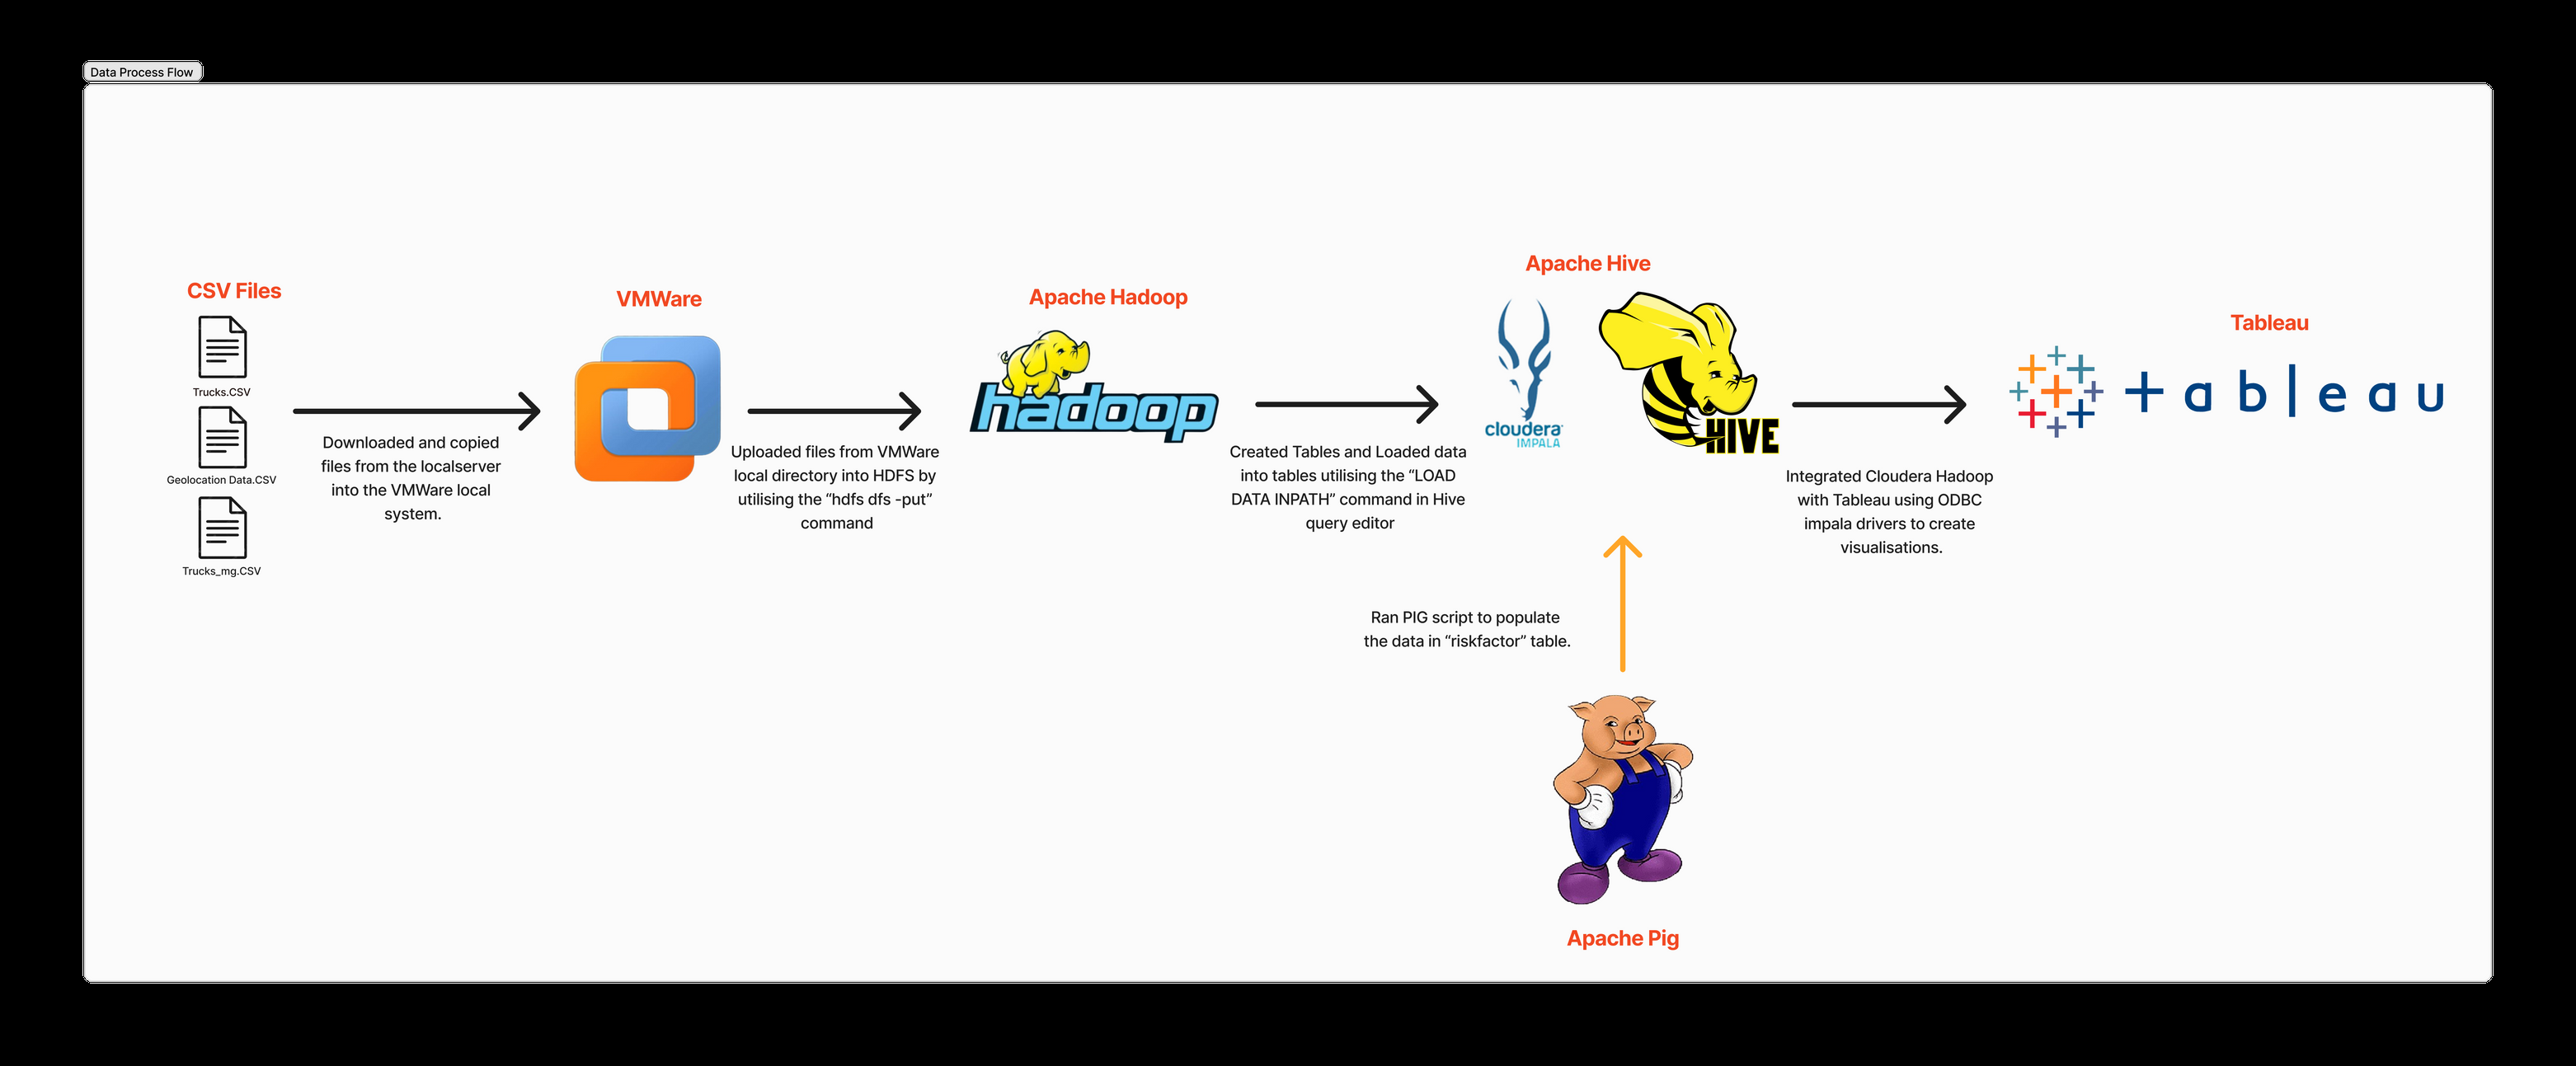 Data Process Flow
CSV Files
Trucks.CSV
Geolocation Data.CSV
Trucks_mg.CSV
Downloaded and copied
files from the localserver
into the VMWare local
system.
VMWare
Uploaded files from VMWare
local directory into HDFS by
utilising the “hdfs dfs -put”
command
Apache Hadoop
hadoop
Created Tables and Loaded data
into tables utilising the “LOAD
DATA INPATH” command in Hive
query editor
Apache Hive
cloudera
IMPALA
HIVE
Integrated Cloudera Hadoop
with Tableau using ODBC
impala drivers to create
visualisations.
Tableau
+ableau
Ran PIG script to populate
the data in “riskfactor” table.
Apache Pig